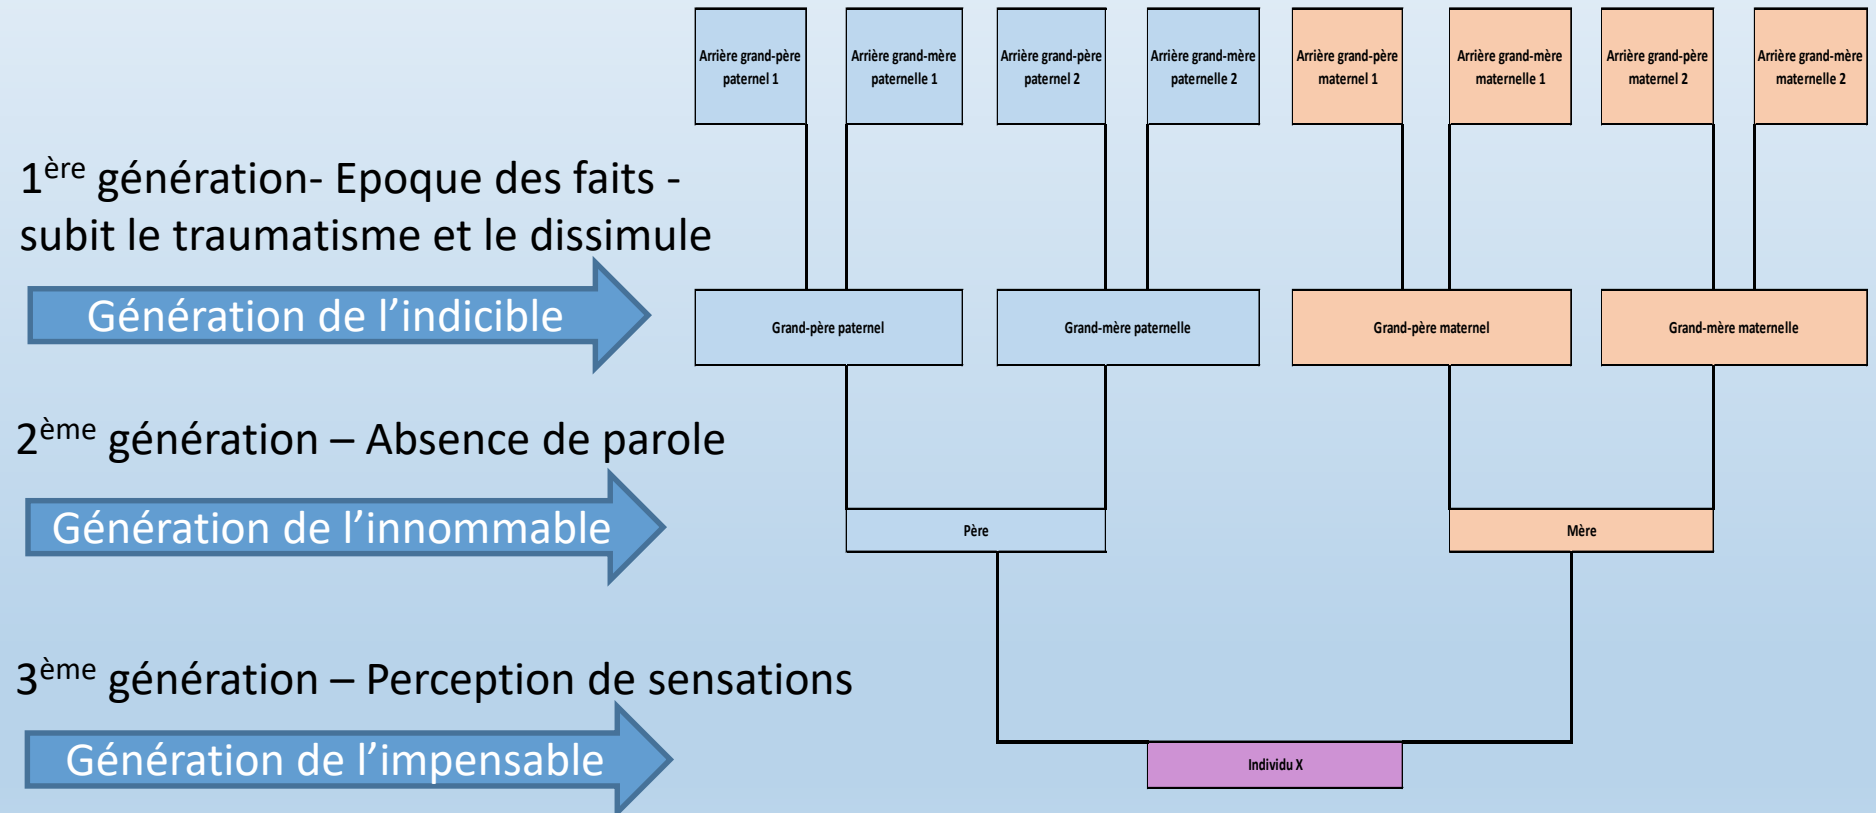 Arrière grand-père
paternel 1
Arrière grand-mère
paternelle 1
Arrière grand-père
paternel 2
Arrière grand-mère
paternelle 2
Arrière grand-père
maternel 1
Arrière grand-mère
maternelle 1
Arrière grand-père
maternel 2
Arrière grand-mère
maternelle 2
1ère génération- Epoque des faits -
subit le traumatisme et le dissimule
Génération de l’indicible
Grand-père paternel
Grand-mère paternelle
Grand-père maternel
Grand-mère maternelle
2ème génération – Absence de parole
Génération de l’innommable
Père
Mère
3ème génération – Perception de sensations
Génération de l’impensable
Individu X